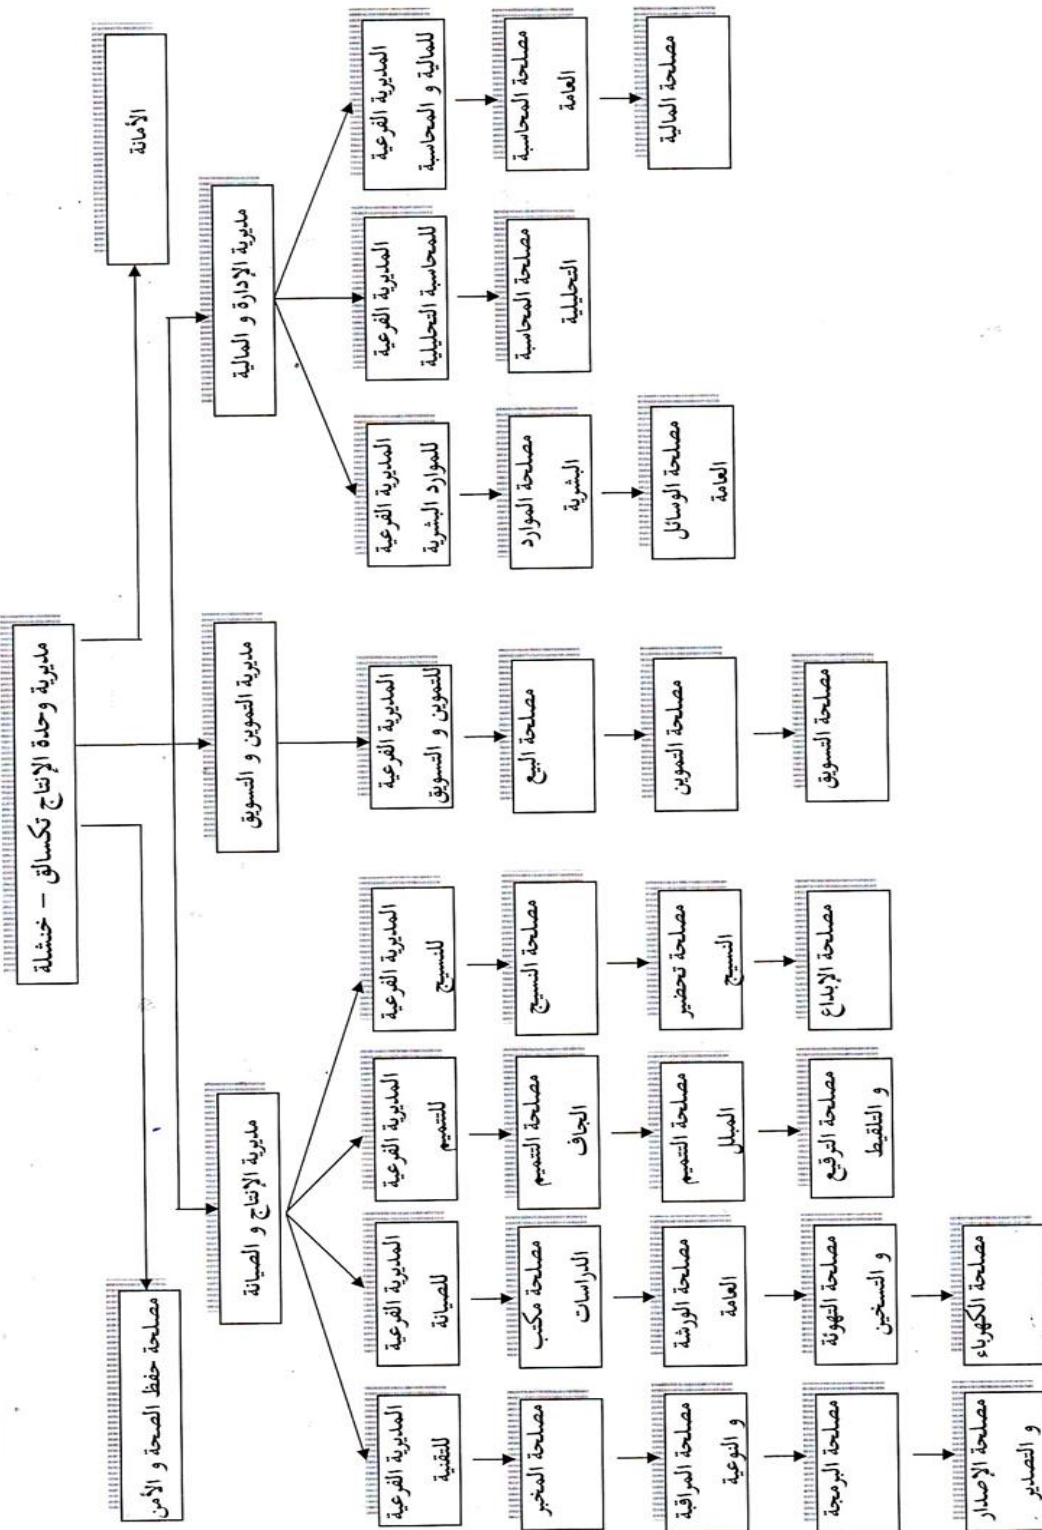 مديرية وحدة الإنتاج تكسالق – خنشلة
الأمانة
مصلحة حفظ الصحة و الأمن
مديرية الإدارة و المالية
مديرية التموين و التسويق
مديرية الإنتاج و الصيانة
المديرية الفرعية
للمالية و المحاسبة
المديرية الفرعية
للمحاسبة التحليلية
المديرية الفرعية
للموارد البشرية
المديرية الفرعية
للتموين و التسويق
المديرية الفرعية
للنسيج
المديرية الفرعية
للتتميم
المديرية الفرعية
للصيانة
المديرية الفرعية
للتقنية
مصلحة المحاسبة
العامة
مصلحة المحاسبة
التحليلية
مصلحة الموارد
البشرية
مصلحة البيع
مصلحة النسيج
مصلحة التتميم
الجاف
مصلحة مكتب
الدراسات
مصلحة المخبر
مصلحة المالية
مصلحة الوسائل
العامة
مصلحة التموين
مصلحة تحضير
النسيج
مصلحة التتميم
المبلل
مصلحة الورشة
العامة
مصلحة المراقبة
و النوعية
مصلحة التسويق
مصلحة الإبداع
مصلحة الترقيع
و التلقيط
مصلحة التهوئة
و التسخين
مصلحة البرمجة
مصلحة الكهرباء
مصلحة الإصدار
و التصدير